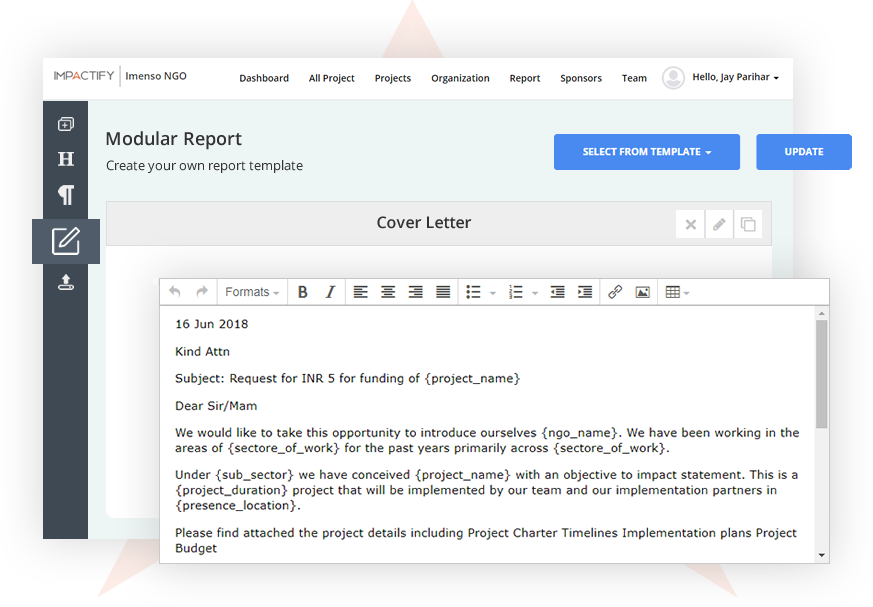 IMPACTIFY Imenso NGO
Dashboard All Project Projects Organization Report Sponsors Team Hello, Jay Parihar
H
Modular Report
Create your own report template
SELECT FROM TEMPLATE
UPDATE
Cover Letter
Formats B I
16 Jun 2018
Kind Attn
Subject: Request for INR 5 for funding of {project_name}
Dear Sir/Mam
We would like to take this opportunity to introduce ourselves {ngo_name}. We have been working in the
areas of {sectore_of_work} for the past years primarily across {sectore_of_work}.
Under {sub_sector} we have conceived {project_name} with an objective to impact statement. This is a
{project_duration} project that will be implemented by our team and our implementation partners in
{presence_location}.
Please find attached the project details including Project Charter Timelines Implementation plans Project
Budget